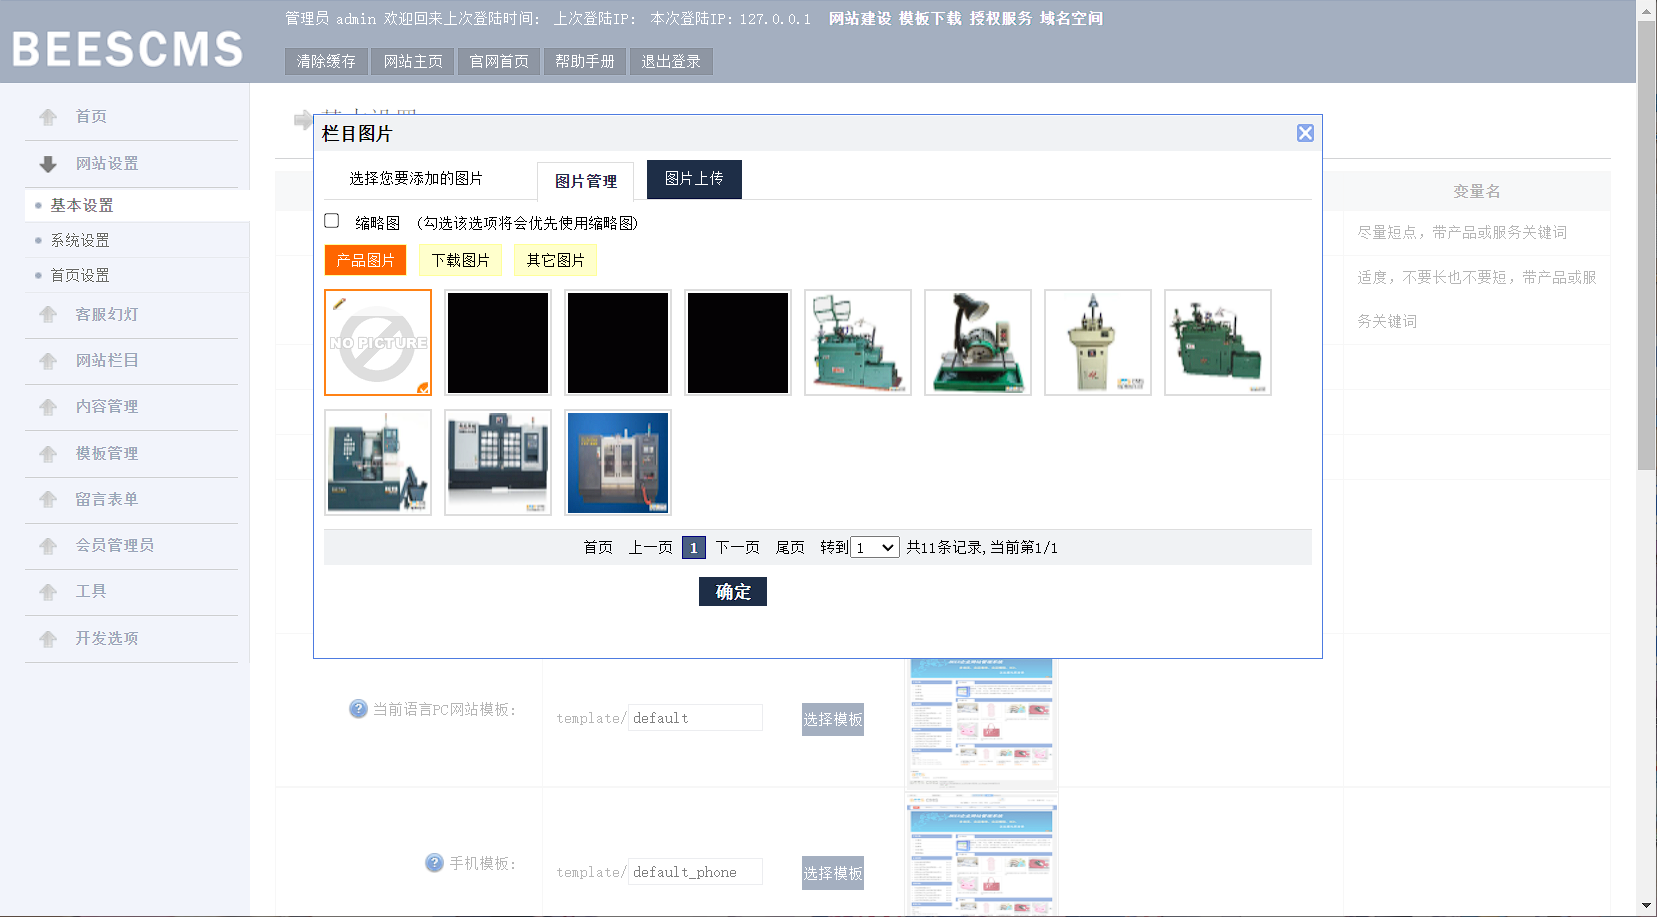 管理员 admin 欢迎回来上次登陆时间： 上次登陆IP： 本次登陆IP：127.0.0.1 网站建设 模板下载 授权服务 域名空间
BEESCMS
清除缓存 网站主页 官网首页 帮助手册 退出登录
首页
网站设置
基本设置
系统设置
首页设置
客服幻灯
网站栏目
内容管理
模板管理
留言表单
会员管理员
工具
开发选项
栏目图片
选择您要添加的图片 图片管理 图片上传
缩略图 （勾选该选项将会优先使用缩略图）
产品图片 下载图片 其它图片
NO PICTURE
首页 上一页 1 下一页 尾页 转到 1 共11条记录,当前第1/1
确定
变量名
尽量短点，带产品或服务关键词
适度，不要长也不要短，带产品或服
务关键词
当前语言PC网站模板： template/ default 选择模板
手机模板： template/ default_phone 选择模板